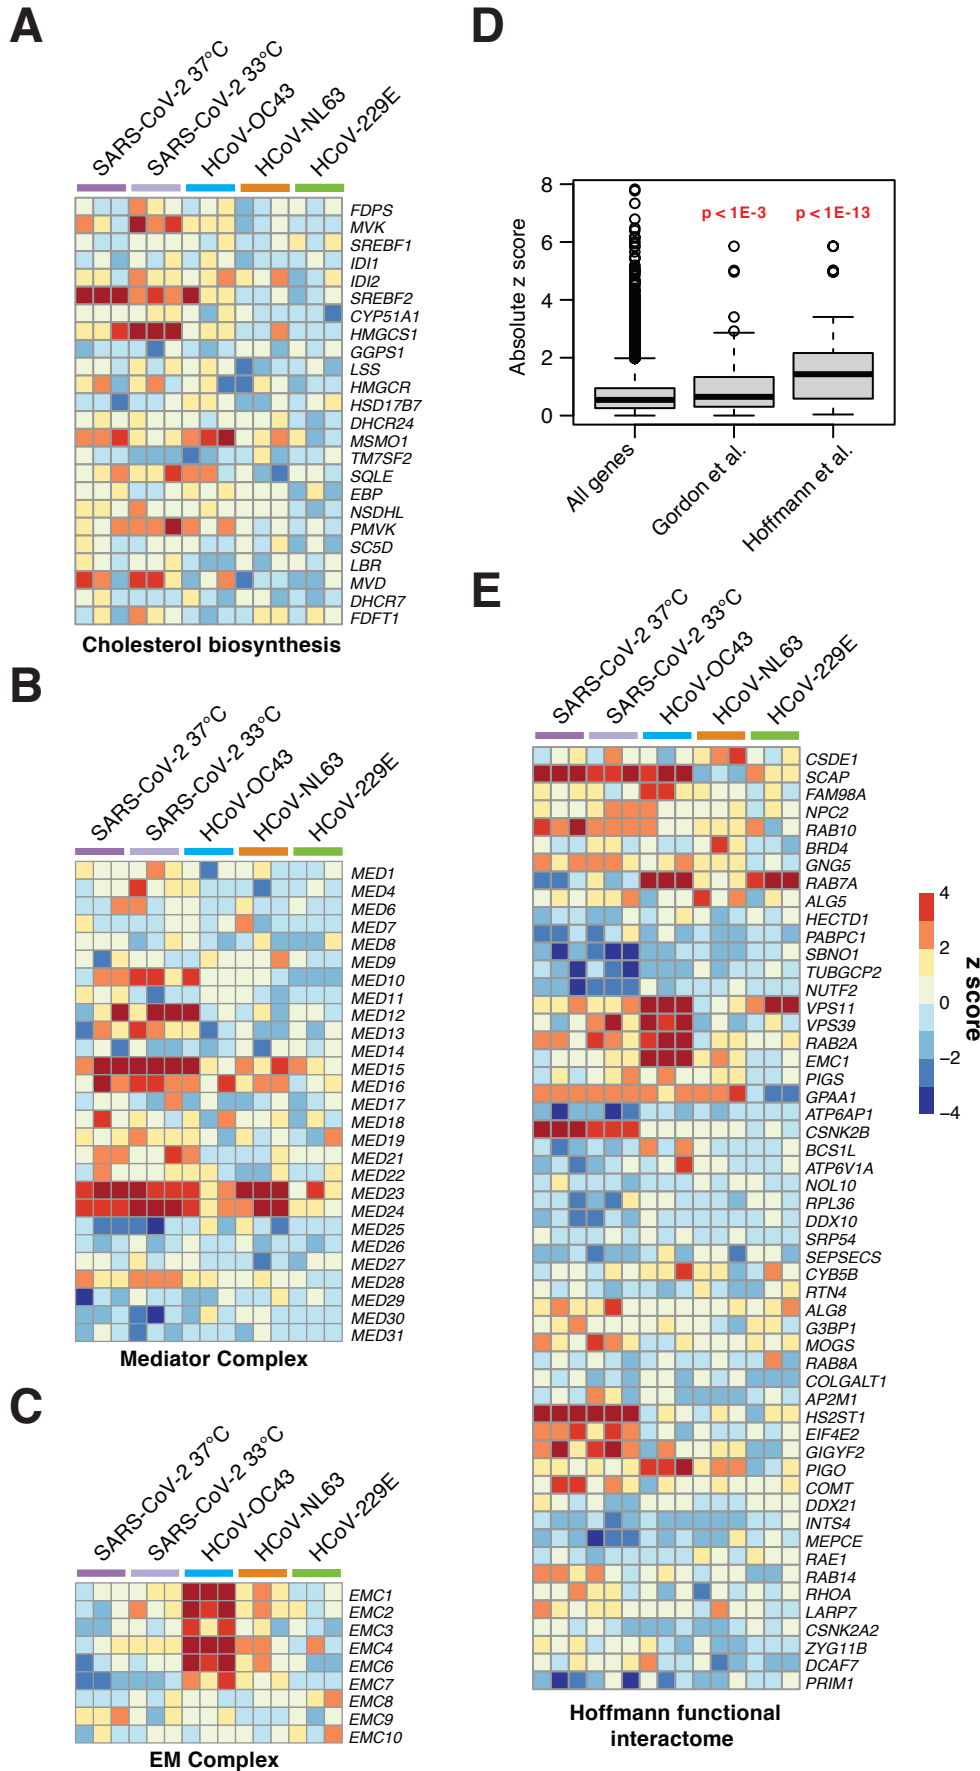 A
SARS-CoV-2 37°C
SARS-CoV-2 33°C
HCoV-OC43
HCoV-NL63
HCoV-229E
FDPS
MVK
SREBF1
IDI1
IDI2
SREBF2
CYP51A1
HMGCS1
GGPS1
LSS
HMGCR
HSD17B7
DHCR24
MSMO1
TM7SF2
SQLE
EBP
NSDHL
PMVK
SC5D
LBR
MVD
DHCR7
FDFT1
Cholesterol biosynthesis
B
SARS-CoV-2 37°C
SARS-CoV-2 33°C
HCoV-OC43
HCoV-NL63
HCoV-229E
MED1
MED4
MED6
MED7
MED8
MED9
MED10
MED11
MED12
MED13
MED14
MED15
MED16
MED17
MED18
MED19
MED21
MED22
MED23
MED24
MED25
MED26
MED27
MED28
MED29
MED30
MED31
Mediator Complex
C
SARS-CoV-2 37°C
SARS-CoV-2 33°C
HCoV-OC43
HCoV-NL63
HCoV-229E
EMC1
EMC2
EMC3
EMC4
EMC6
EMC7
EMC8
EMC9
EMC10
EM Complex
D
Absolute z score
8
6
4
2
0
p < 1E-3
p < 1E-13
All genes
Gordon et al.
Hoffmann et al.
E
SARS-CoV-2 37°C
SARS-CoV-2 33°C
HCoV-OC43
HCoV-NL63
HCoV-229E
CSDE1
SCAP
FAM98A
NPC2
RAB10
BRD4
GNG5
RAB7A
ALG5
HECTD1
PABPC1
SBNO1
TUBGCP2
NUTF2
VPS11
VPS39
RAB2A
EMC1
PIGS
GPAA1
ATP6AP1
CSNK2B
BCS1L
ATP6V1A
NOL10
RPL36
DDX10
SRP54
SEPSECS
CYB5B
RTN4
ALG8
G3BP1
MOGS
RAB8A
COLGALT1
AP2M1
HS2ST1
EIF4E2
GIGYF2
PIGO
COMT
DDX21
INTS4
MEPCE
RAE1
RAB14
RHOA
LARP7
CSNK2A2
ZYG11B
DCAF7
PRIM1
Hoffmann functional
interactome
4
2
0
−2
−4
z score